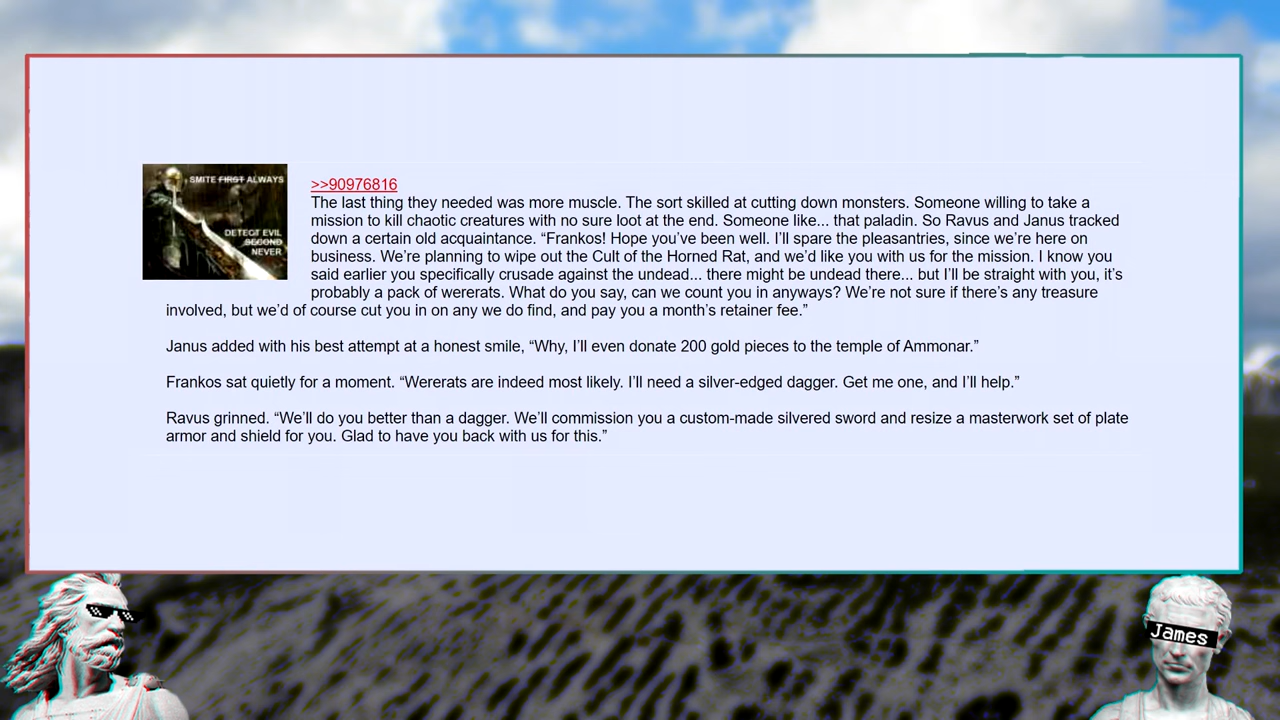 SMITE FIRST ALWAYS
DETECT EVIL
SECOND
NEVER
>>90976816
The last thing they needed was more muscle. The sort skilled at cutting down monsters. Someone willing to take a
mission to kill chaotic creatures with no sure loot at the end. Someone like... that paladin. So Ravus and Janus tracked
down a certain old acquaintance. “Frankos! Hope you’ve been well. I’ll spare the pleasantries, since we’re here on
business. We’re planning to wipe out the Cult of the Horned Rat, and we’d like you with us for the mission. I know you
said earlier you specifically crusade against the undead... there might be undead there... but I’ll be straight with you, it’s
probably a pack of wererats. What do you say, can we count you in anyways? We’re not sure if there’s any treasure
involved, but we’d of course cut you in on any we do find, and pay you a month’s retainer fee.”
Janus added with his best attempt at a honest smile, “Why, I’ll even donate 200 gold pieces to the temple of Ammonar.”
Frankos sat quietly for a moment. “Wererats are indeed most likely. I’ll need a silver-edged dagger. Get me one, and I’ll help.”
Ravus grinned. “We’ll do you better than a dagger. We’ll commission you a custom-made silvered sword and resize a masterwork set of plate
armor and shield for you. Glad to have you back with us for this.”
James